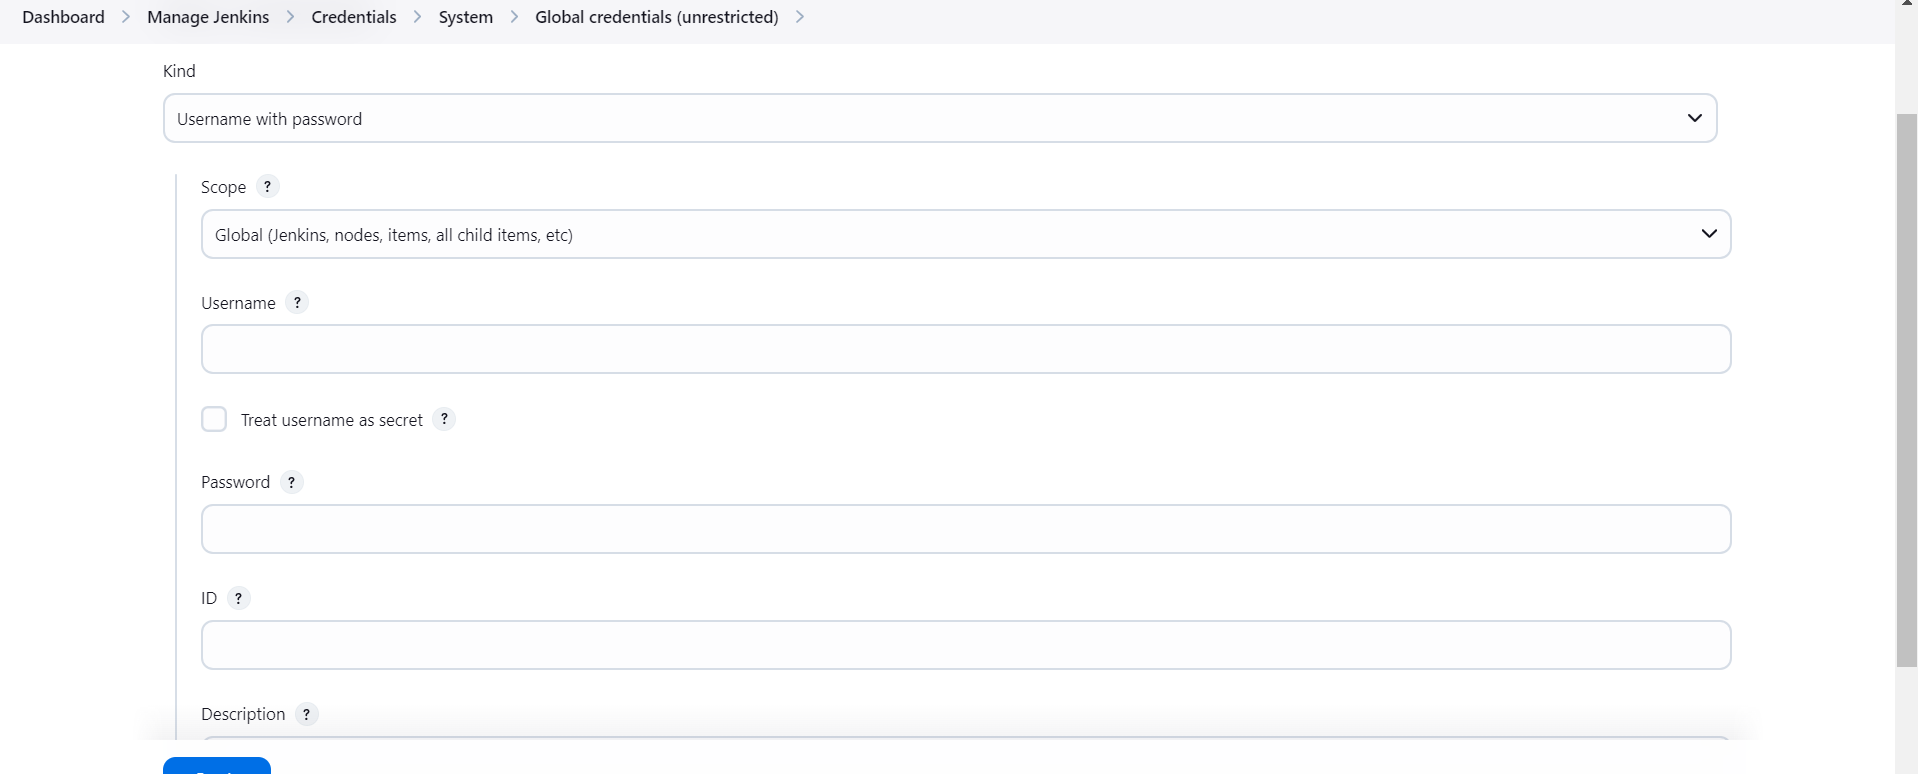 Dashboard > Manage Jenkins > Credentials > System > Global credentials (unrestricted) >
Kind
Username with password
Scope ?
Global (Jenkins, nodes, items, all child items, etc)
Username ?
Treat username as secret ?
Password ?
ID ?
Description ?